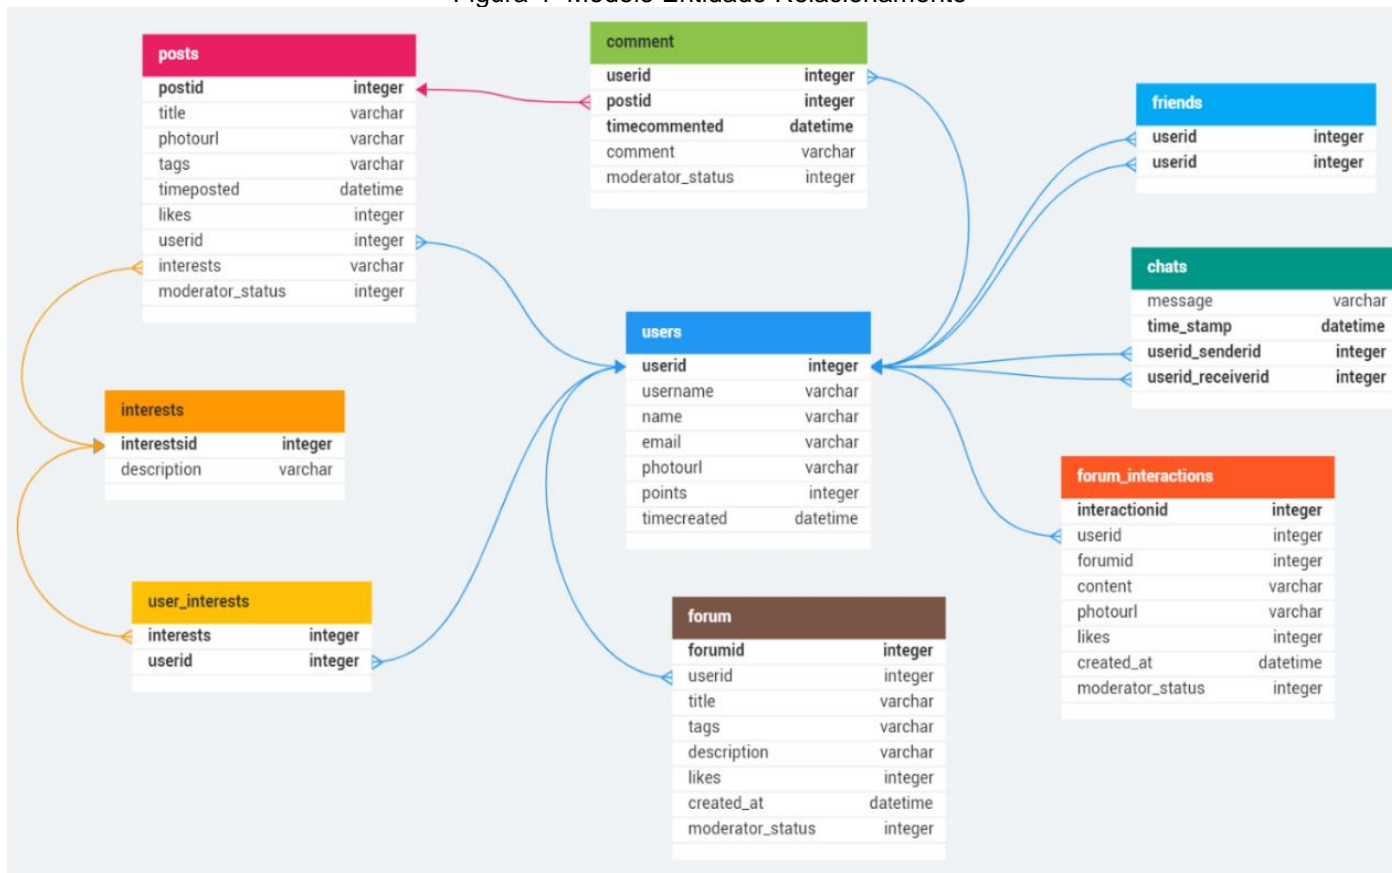 Figura 4- Modelo Entidade Relacionamento
posts
postid integer
title varchar
photourl varchar
tags varchar
timeposted datetime
likes integer
userid integer
interests varchar
moderator_status integer
comment
userid integer
postid integer
timecommented datetime
comment varchar
moderator_status integer
friends
userid integer
userid integer
chats
message varchar
time_stamp datetime
userid_senderid integer
userid_receiverid integer
users
userid integer
username varchar
name varchar
email varchar
photourl varchar
points integer
timecreated datetime
interests
interestsid integer
description varchar
forum_interactions
interactionid integer
userid integer
forumid integer
content varchar
photourl varchar
likes integer
created_at datetime
moderator_status integer
user_interests
interests integer
userid integer
forum
forumid integer
userid integer
title varchar
tags varchar
description varchar
likes integer
created_at datetime
moderator_status integer